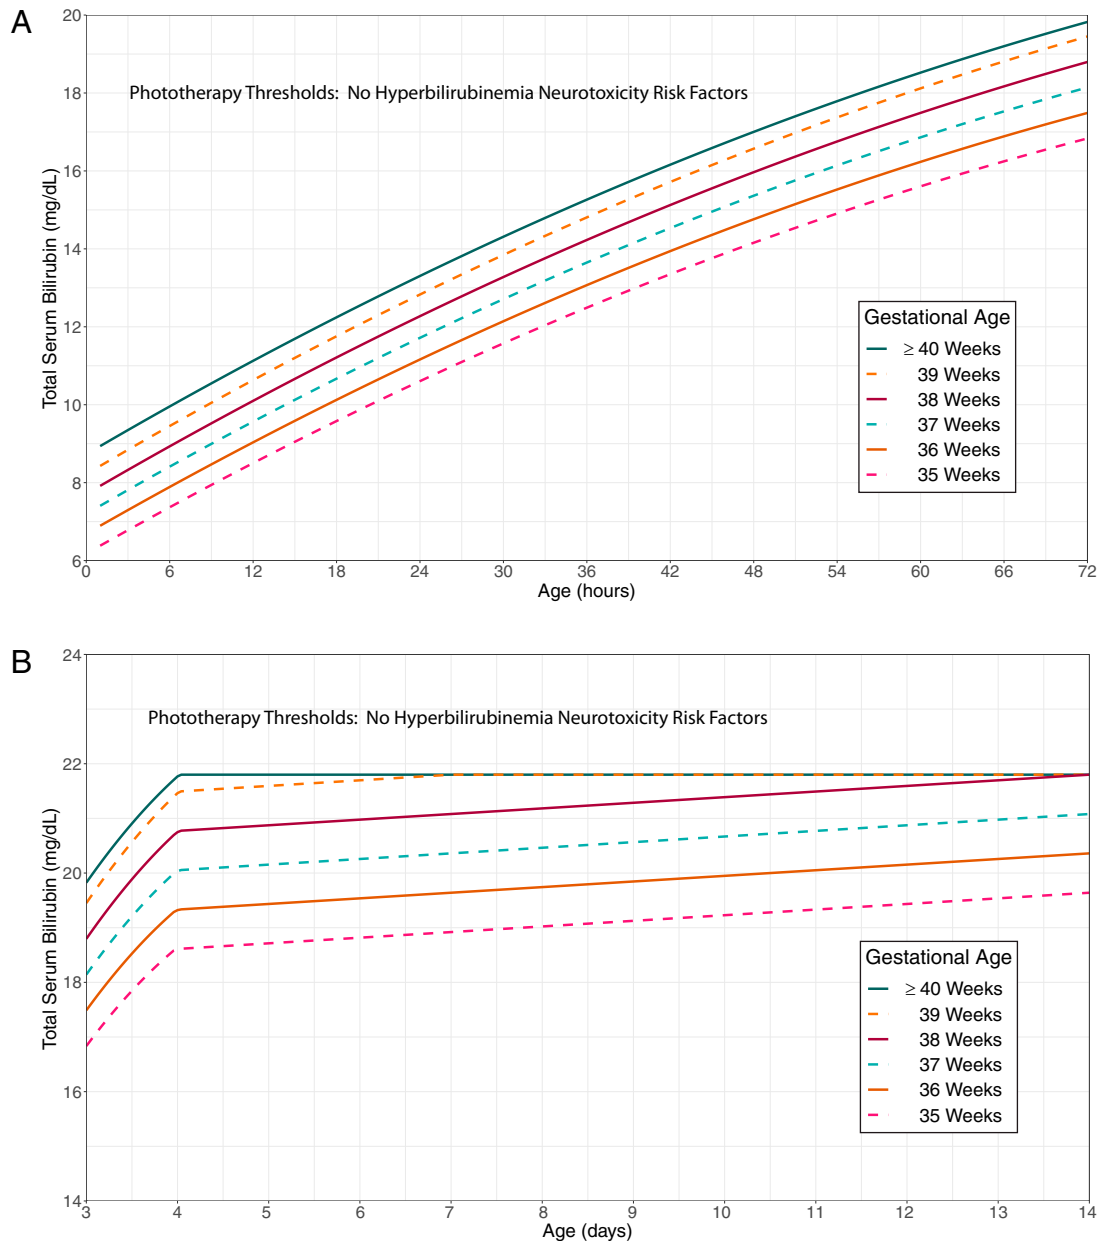 A
20
18
16
14
12
10
8
6
Total Serum Bilirubin (mg/dL)
Phototherapy Thresholds: No Hyperbilirubinemia Neurotoxicity Risk Factors
Gestational Age
≥ 40 Weeks
39 Weeks
38 Weeks
37 Weeks
36 Weeks
35 Weeks
0 6 12 18 24 30 36 42 48 54 60 66 72
Age (hours)
B
24
22
20
18
16
14
Total Serum Bilirubin (mg/dL)
Phototherapy Thresholds: No Hyperbilirubinemia Neurotoxicity Risk Factors
Gestational Age
≥ 40 Weeks
39 Weeks
38 Weeks
37 Weeks
36 Weeks
35 Weeks
3 4 5 6 7 8 9 10 11 12 13 14
Age (days)